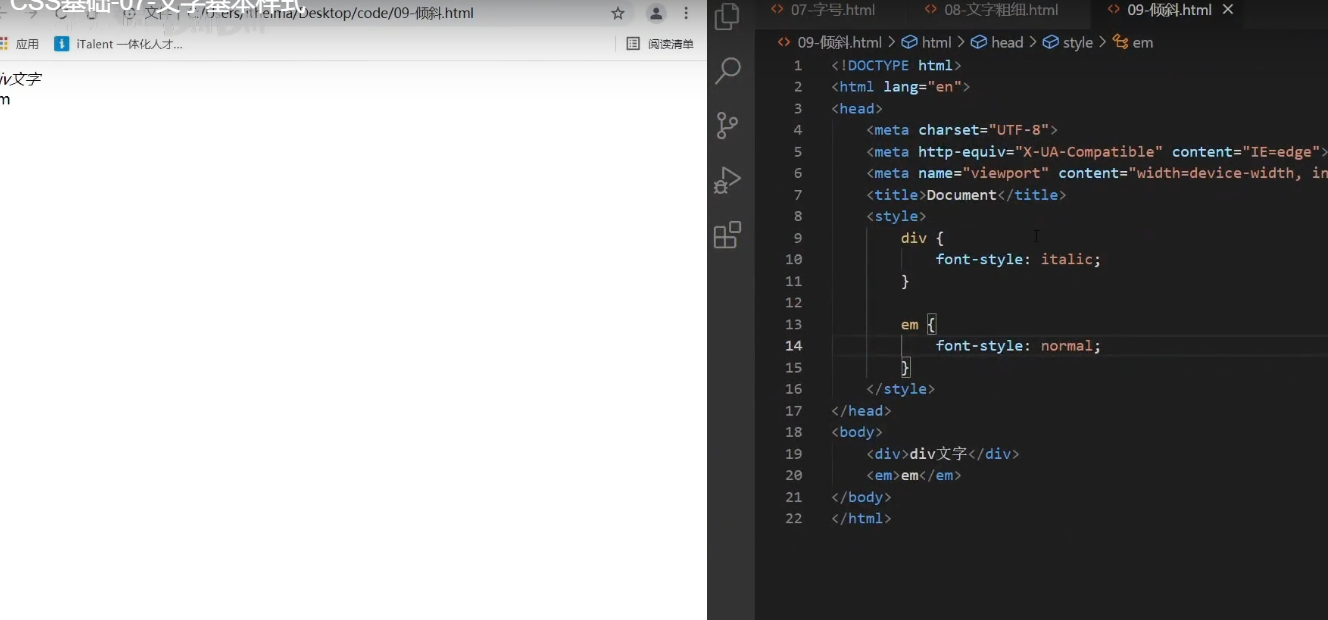 CSS基础-07-文字基本样式
/Users/itheima/Desktop/code/09-倾斜.html
应用 iTalent 一体化人才... 阅读清单
iv文字
m
07-字号.html 08-文字粗细.html 09-倾斜.html
09-倾斜.html > html > head > style > em
1 <!DOCTYPE html>
2 <html lang="en">
3 <head>
4 <meta charset="UTF-8">
5 <meta http-equiv="X-UA-Compatible" content="IE=edge">
6 <meta name="viewport" content="width=device-width, in
7 <title>Document</title>
8 <style>
9 div {
10 font-style: italic;
11 }
12
13 em {
14 font-style: normal;
15 }
16 </style>
17 </head>
18 <body>
19 <div>div文字</div>
20 <em>em</em>
21 </body>
22 </html>